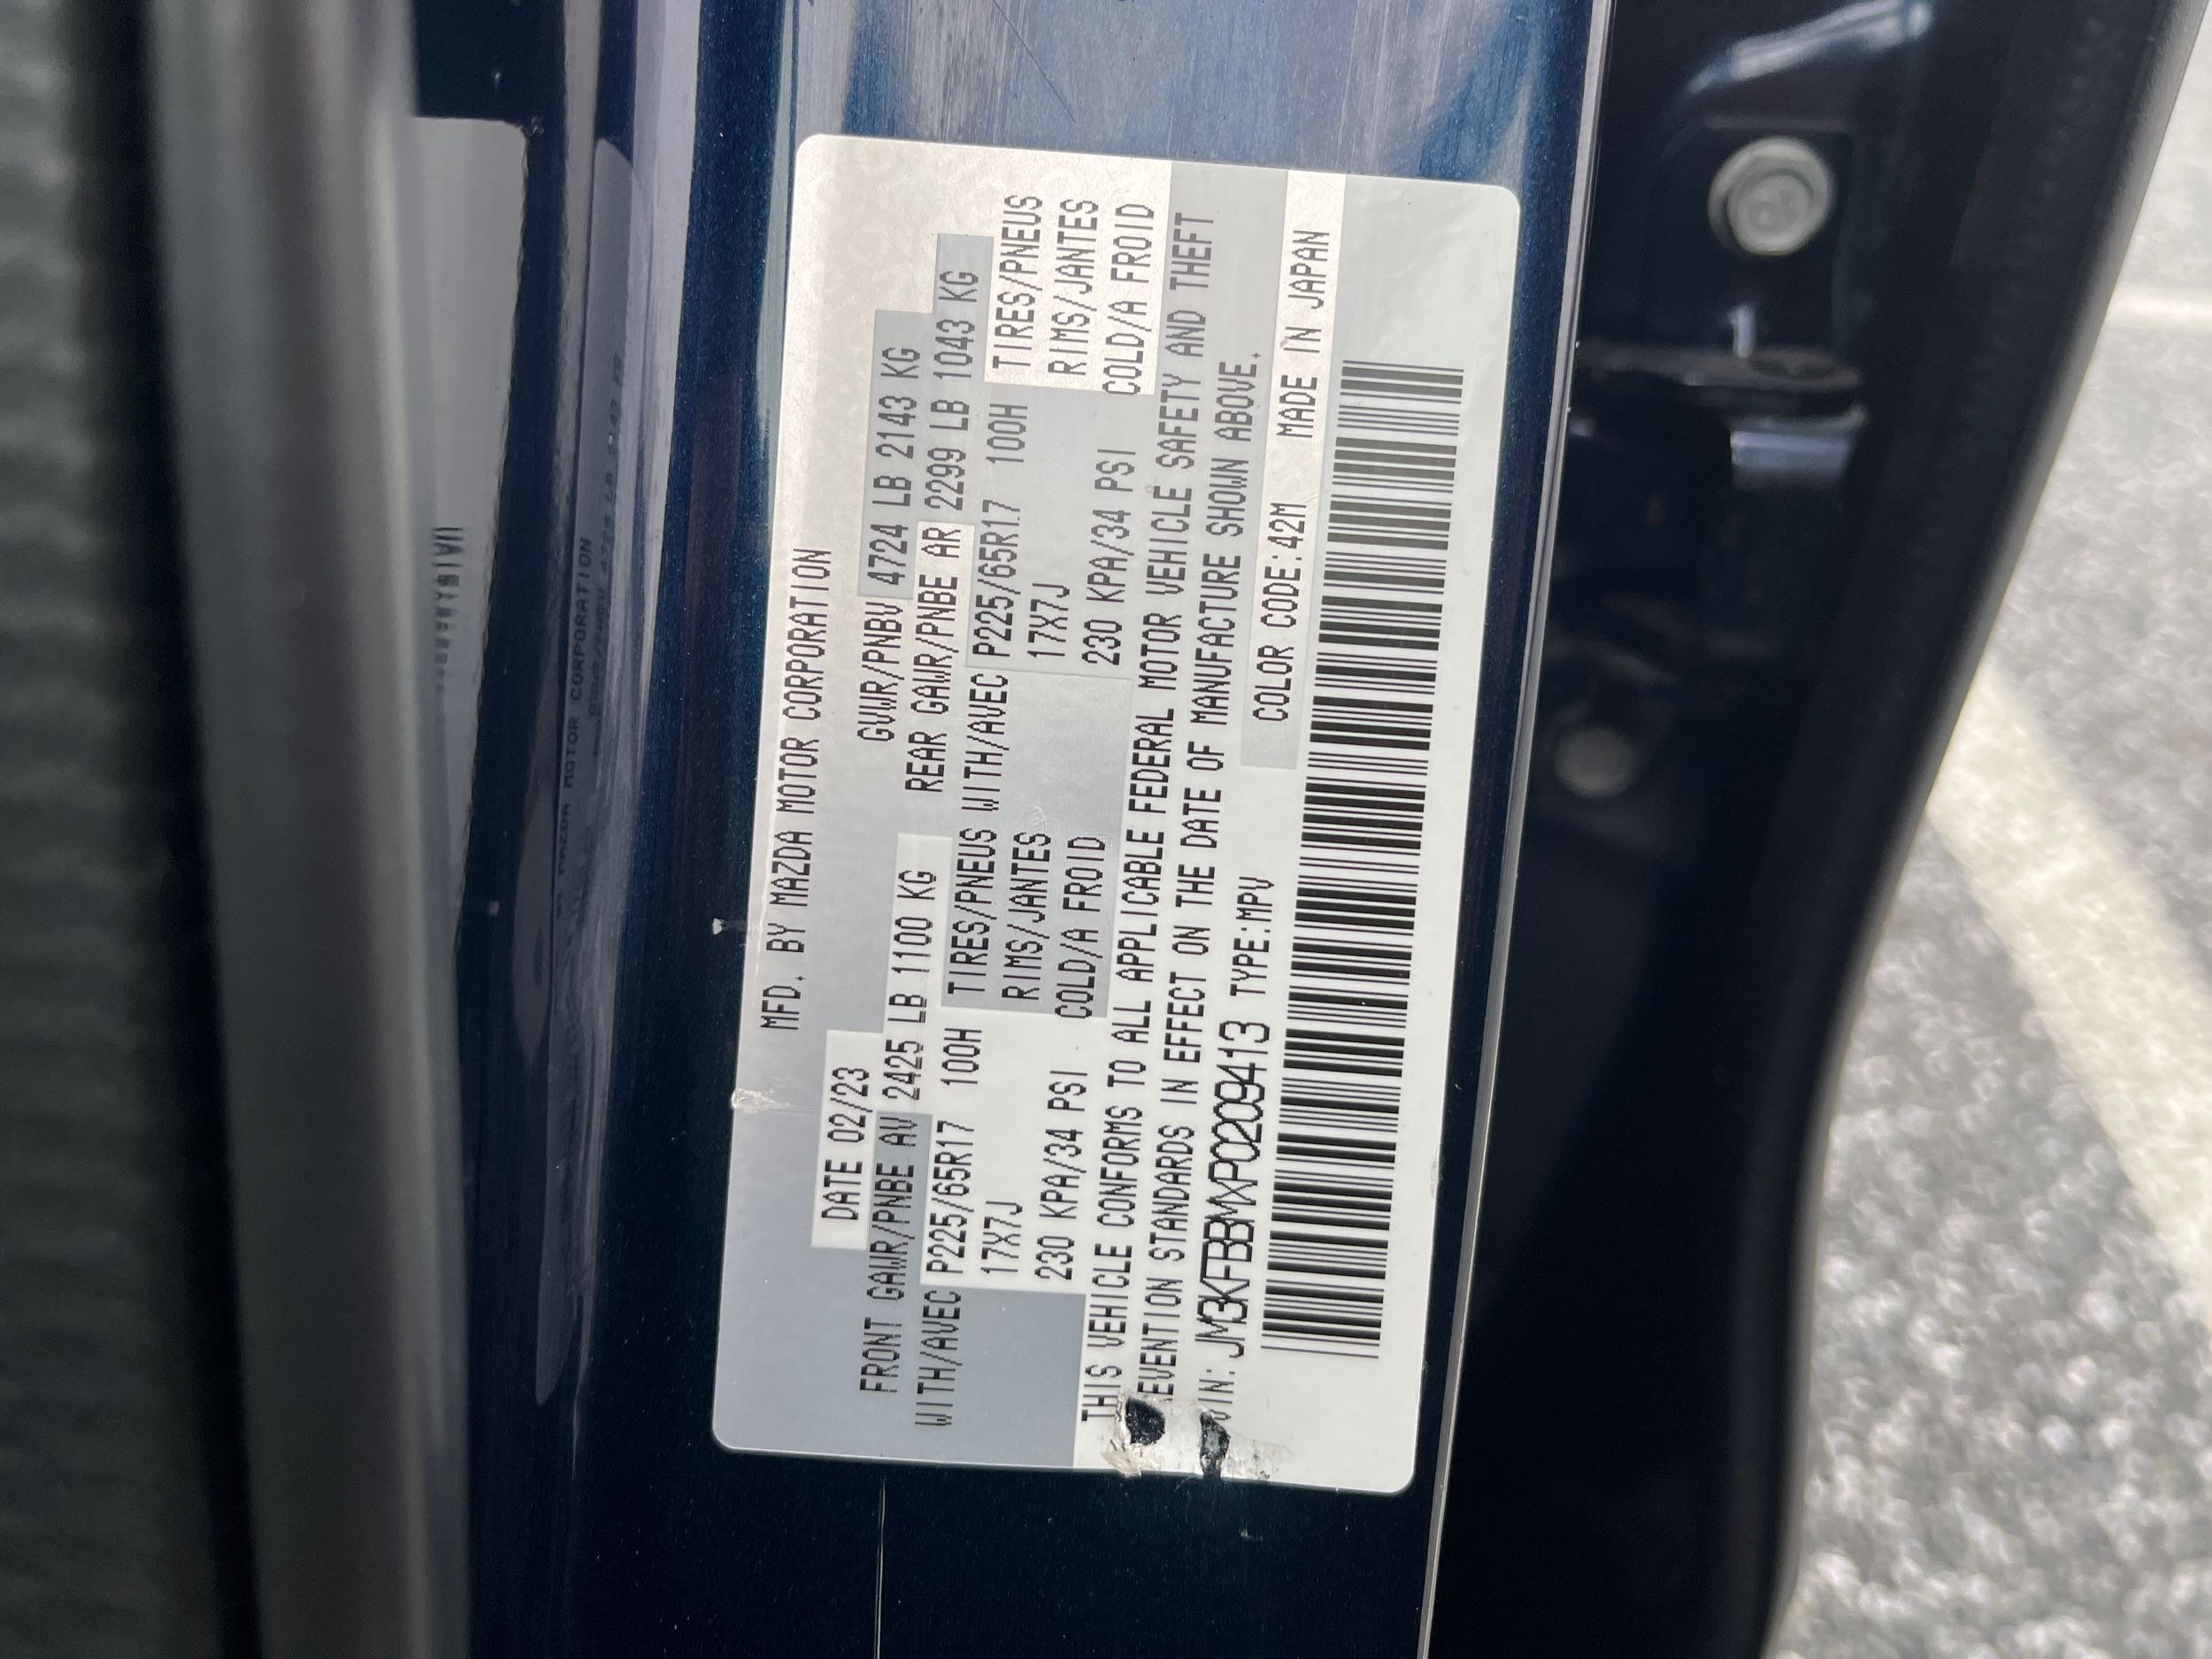 MFD. BY MAZDA MOTOR CORPORATION
DATE 02/23 GVWR/PNBV 4724 LB 2143 KG
FRONT GAWR/PNBE AV 2425 LB 1100 KG REAR GAWR/PNBE AR 2299 LB 1043 KG
WITH/AVEC P225/65R17 100H TIRES/PNEUS WITH/AVEC P225/65R17 100H TIRES/PNEUS
17X7J RIMS/JANTES 17X7J RIMS/JANTES
230 KPA/34 PSI COLD/A FROID 230 KPA/34 PSI COLD/A FROID
THIS VEHICLE CONFORMS TO ALL APPLICABLE FEDERAL MOTOR VEHICLE SAFETY AND THEFT
EVENTION STANDARDS IN EFFECT ON THE DATE OF MANUFACTURE SHOWN ABOVE.
VIN: JM3KFBBMXP0209413 TYPE:MPV COLOR CODE:42M MADE IN JAPAN